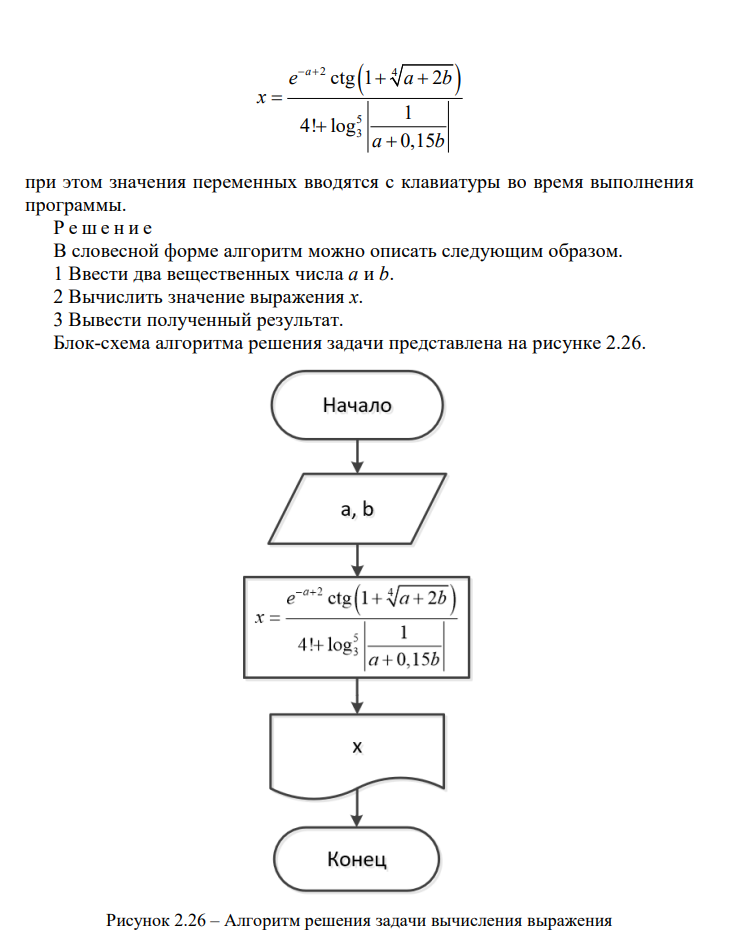 x = e^{−a+2} ctg(1 + ∜(a + 2b)) / (4! + log₃⁵ |1 / (a + 0,15b)|)
при этом значения переменных вводятся с клавиатуры во время выполнения
программы.
Решение
В словесной форме алгоритм можно описать следующим образом.
1 Ввести два вещественных числа a и b.
2 Вычислить значение выражения x.
3 Вывести полученный результат.
Блок-схема алгоритма решения задачи представлена на рисунке 2.26.
Начало
a, b
x = e^{−a+2} ctg(1 + ∜(a + 2b)) / (4! + log₃⁵ |1 / (a + 0,15b)|)
x
Конец
Рисунок 2.26 – Алгоритм решения задачи вычисления выражения